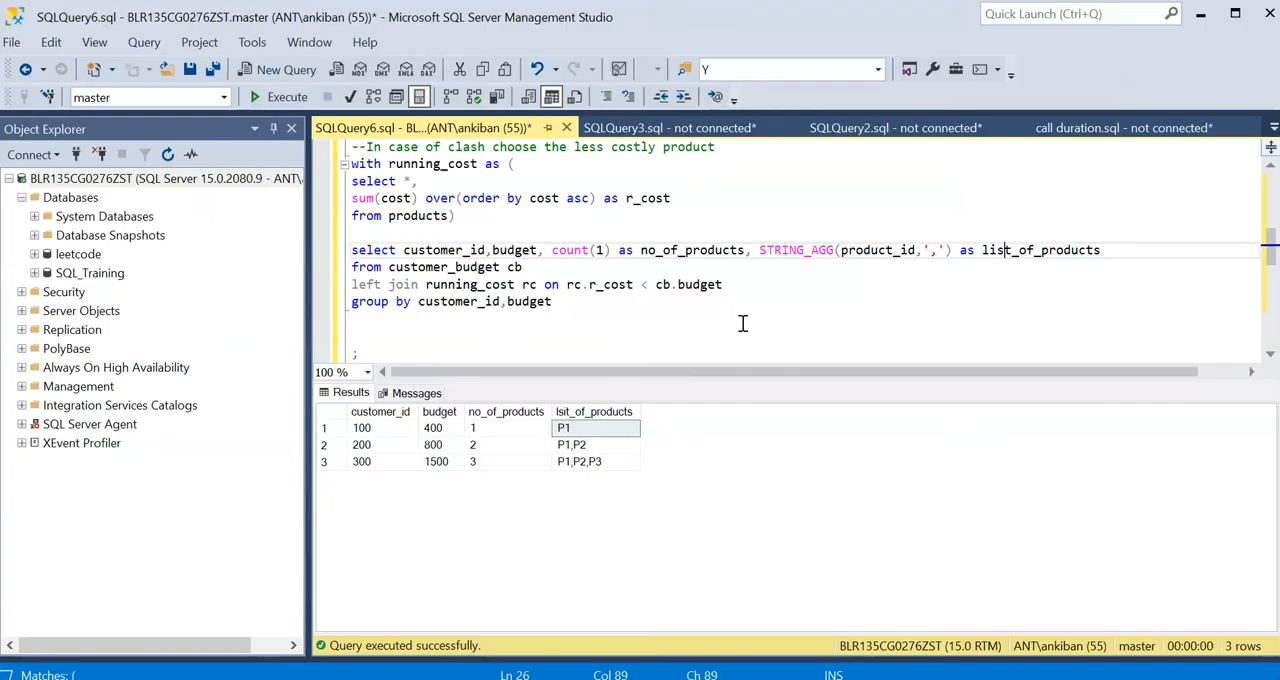 SQLQuery6.sql - BLR135CG0276ZST.master (ANT\ankiban (55))* - Microsoft SQL Server Management Studio
Quick Launch (Ctrl+Q)
File Edit View Query Project Tools Window Help
New Query MDX DMX XMLA DAX Y
master Execute
Object Explorer
Connect
BLR135CG0276ZST (SQL Server 15.0.2080.9 - ANT\
Databases
System Databases
Database Snapshots
leetcode
SQL_Training
Security
Server Objects
Replication
PolyBase
Always On High Availability
Management
Integration Services Catalogs
SQL Server Agent
XEvent Profiler
SQLQuery6.sql - BL...(ANT\ankiban (55))* SQLQuery3.sql - not connected* SQLQuery2.sql - not connected* call duration.sql - not connected*
--In case of clash choose the less costly product
with running_cost as (
select *,
sum(cost) over(order by cost asc) as r_cost
from products)
select customer_id,budget, count(1) as no_of_products, STRING_AGG(product_id,',') as list_of_products
from customer_budget cb
left join running_cost rc on rc.r_cost < cb.budget
group by customer_id,budget
;
100 %
Results Messages
customer_id budget no_of_products lsit_of_products
1 100 400 1 P1
2 200 800 2 P1,P2
3 300 1500 3 P1,P2,P3
Query executed successfully. BLR135CG0276ZST (15.0 RTM) ANT\ankiban (55) master 00:00:00 3 rows
Matches: ( Ln 26 Col 89 Ch 89 INS